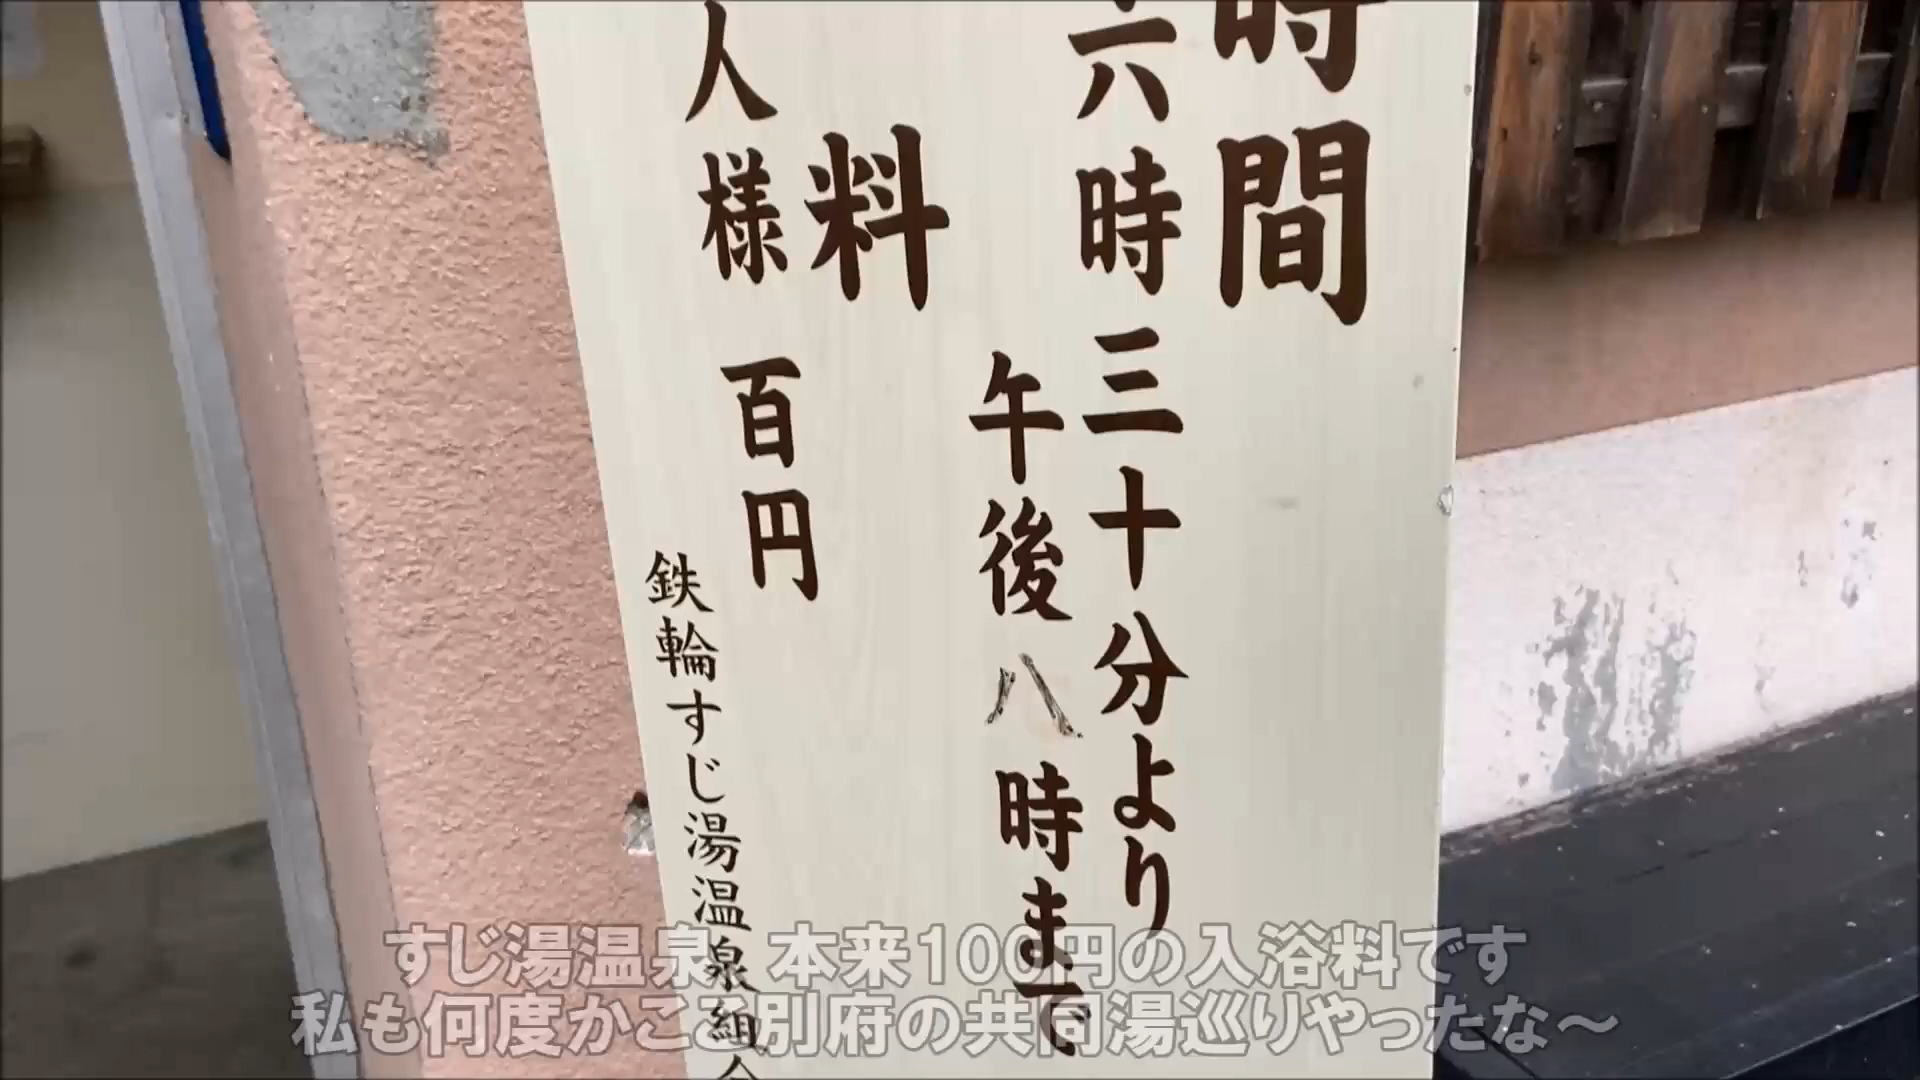 時間
六時三十分より
午後八時まで
料
人様 百円
鉄輪すじ湯温泉組合
すじ湯温泉 本来100円の入浴料です
私も何度かここ別府の共同湯巡りやったな～